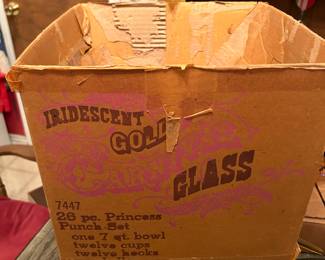 IRIDESCENT
GOLD
CARNIVAL
GLASS
7447
26 pc. Princess
Punch Set
one 7 qt. bowl
twelve cups
twelve hooks